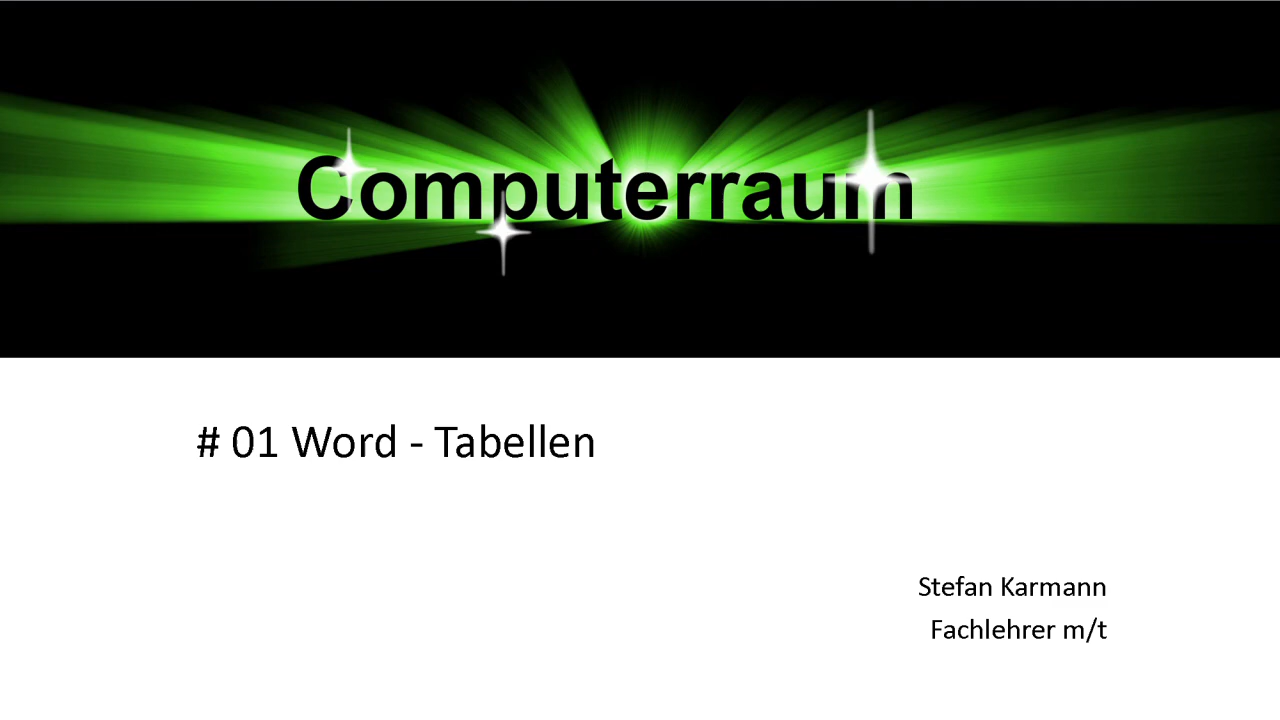 Computerraum
# 01 Word - Tabellen
Stefan Karmann
Fachlehrer m/t